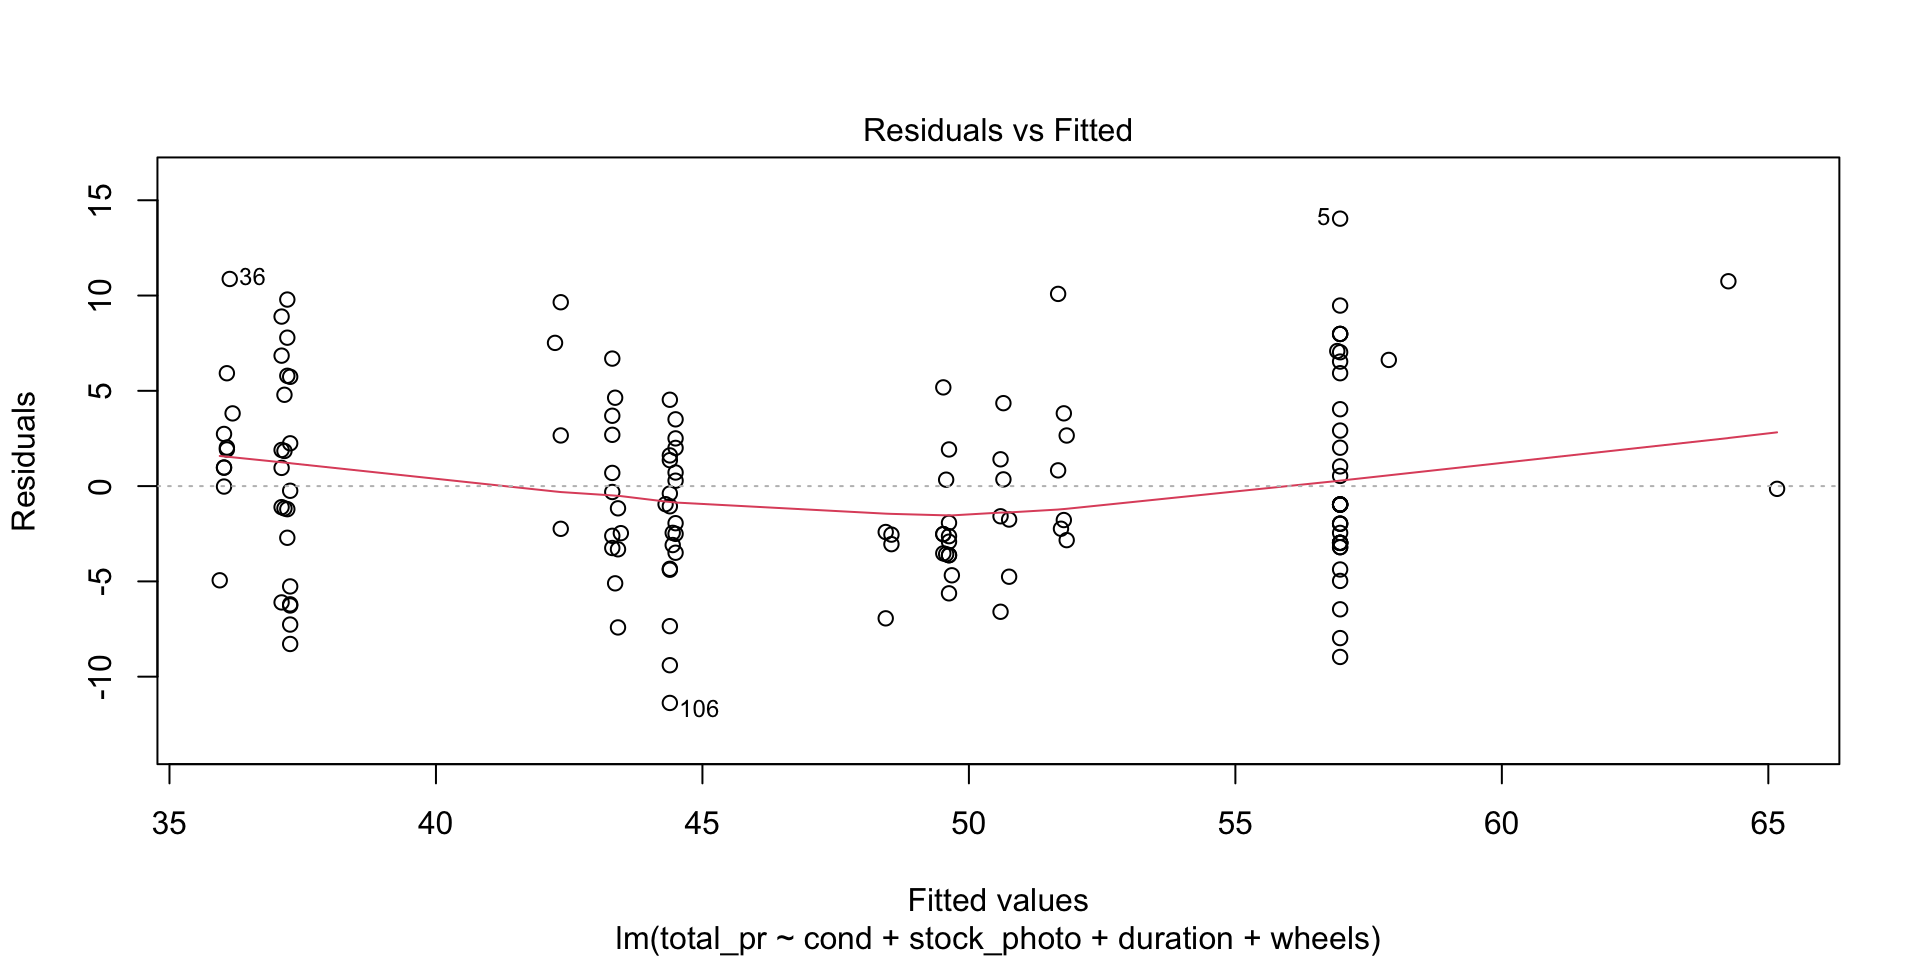 Residuals vs Fitted
Residuals
15
10
5
0
-5
-10
5
36
106
35 40 45 50 55 60 65
Fitted values
lm(total_pr ~ cond + stock_photo + duration + wheels)